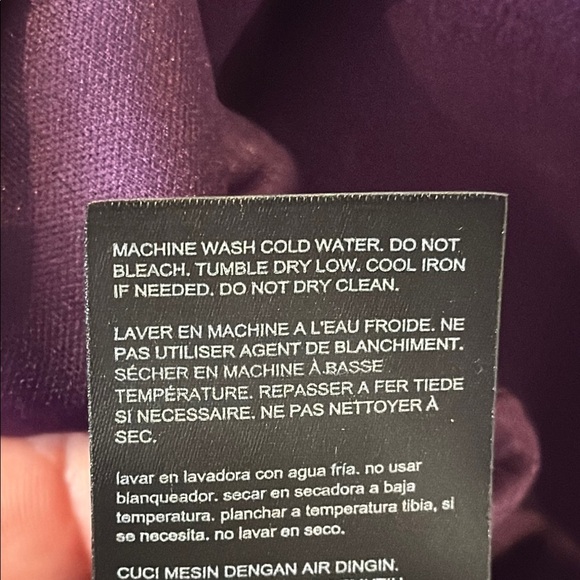 MACHINE WASH COLD WATER. DO NOT
BLEACH. TUMBLE DRY LOW. COOL IRON
IF NEEDED. DO NOT DRY CLEAN.
LAVER EN MACHINE A L'EAU FROIDE. NE
PAS UTILISER AGENT DE BLANCHIMENT.
SÉCHER EN MACHINE À BASSE
TEMPÉRATURE. REPASSER A FER TIEDE
SI NECESSAIRE. NE PAS NETTOYER À
SEC.
lavar en lavadora con agua fría. no usar
blanqueador. secar en secadora a baja
temperatura. planchar a temperatura tibia, si
se necesita. no lavar en seco.
CUCI MESIN DENGAN AIR DINGIN.